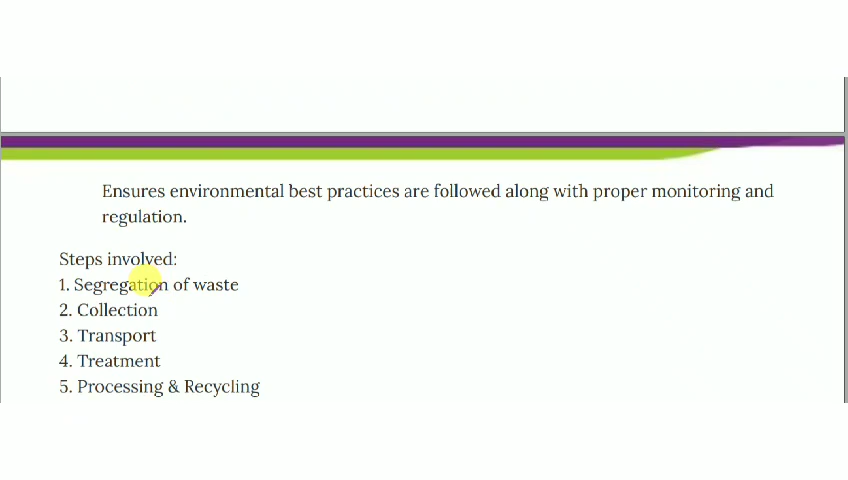 Ensures environmental best practices are followed along with proper monitoring and
regulation.
Steps involved:
1. Segregation of waste
2. Collection
3. Transport
4. Treatment
5. Processing & Recycling